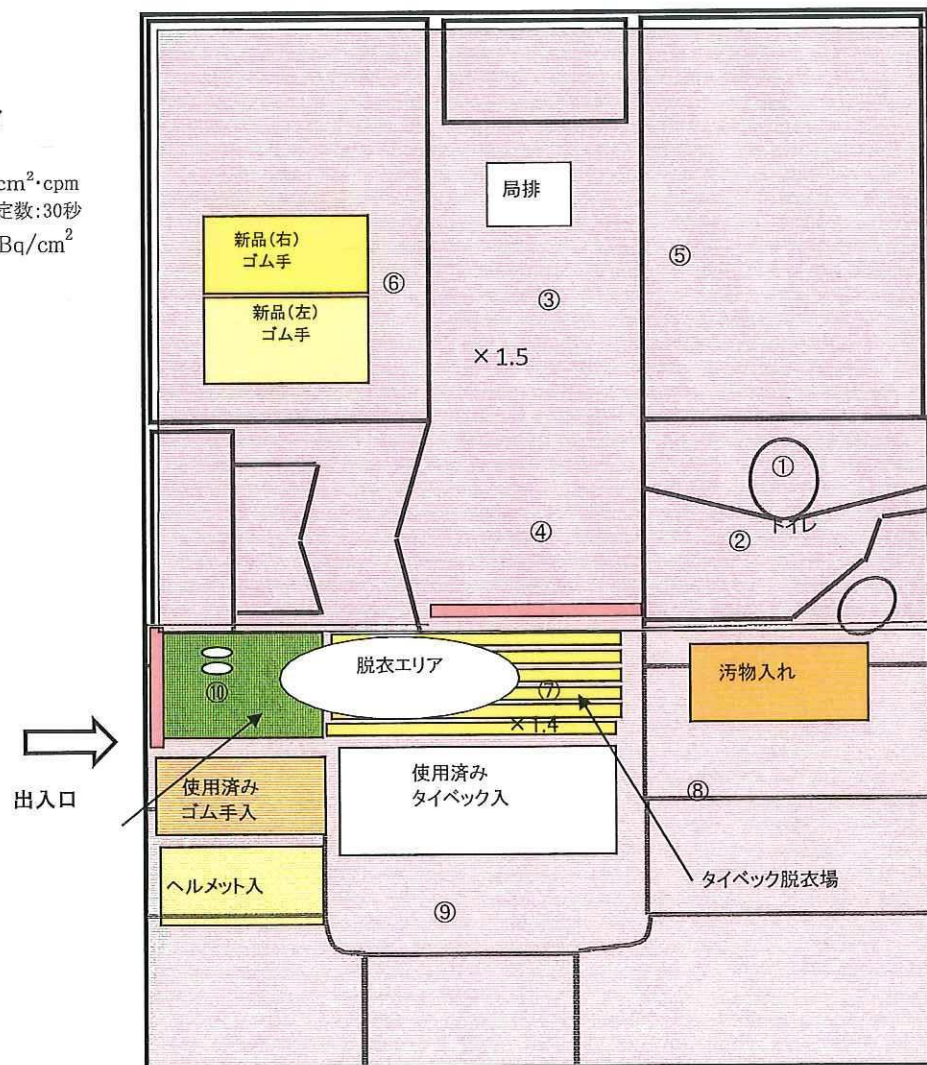 cm²·cpm
定数:30秒
Bq/cm²
局排
新品(右)
ゴム手
⑥
③
⑤
新品(左)
ゴム手
×1.5
①
④
②
トイレ
脱衣エリア
⑦
汚物入れ
⑩
×1.4
使用済み
タイベック入
使用済み
ゴム手入
出入口
⑧
ヘルメット入
タイベック脱衣場
⑨